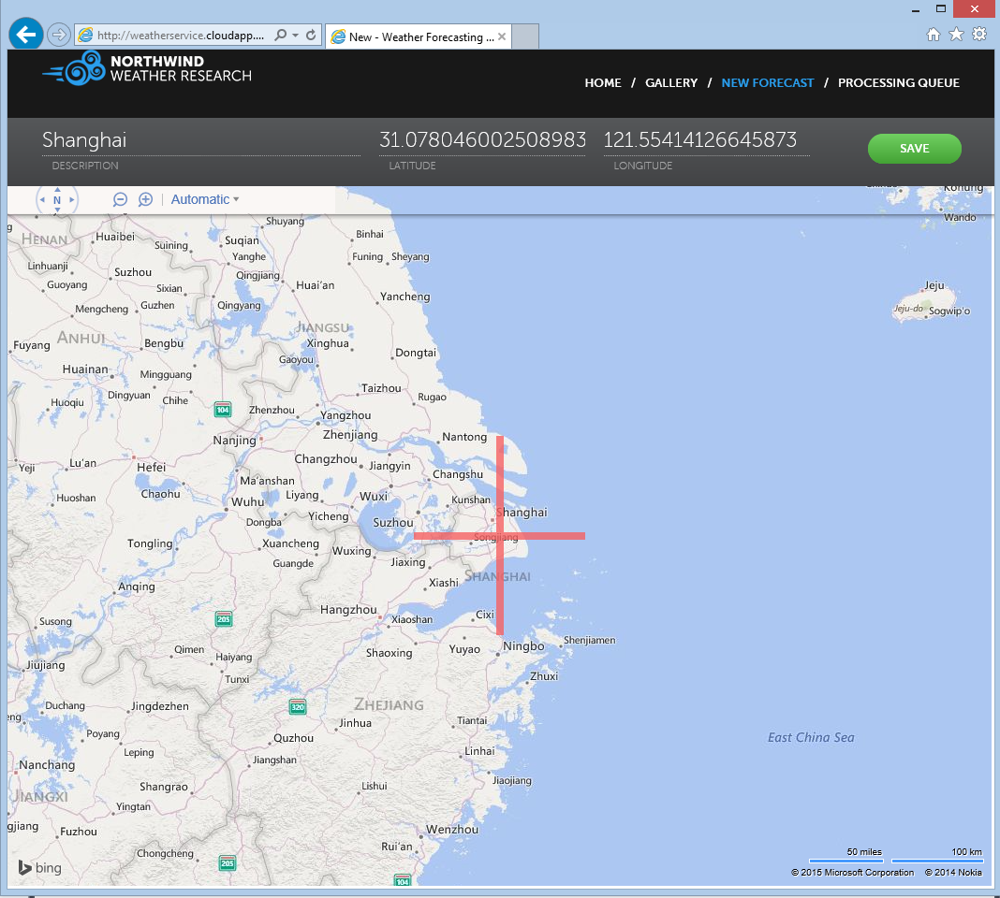 http://weatherservice.cloudapp....
New - Weather Forecasting ...
NORTHWIND
WEATHER RESEARCH
HOME / GALLERY / NEW FORECAST / PROCESSING QUEUE
Shanghai 31.078046002508983 121.55414126645873
DESCRIPTION LATITUDE LONGITUDE
SAVE
N
Automatic
Wando
Shuyang
Binhai
HENAN
Huaibei
Suining
Suqian
Yanghe
Funing
Sheyang
Linhuanji
Suzhou
Qingjiang
Guoyang
Sixian
Huai'an
Jeju
Mengcheng
Guzhen
Qingyang
Yancheng
Jeju-do
Sogwip'o
ANHUI
JIANGSU
Fuyang
Bengbu
Xinghua
Dongtai
Huainan
Mingguang
Gaoyou
Dingyuan
Chihe
Taizhou
Rugao
Huoqiu
104
Zhenzhou
Yangzhou
Nanjing
Zhenjiang
Nantong
Yeji
Lu'an
Hefei
Changzhou
Jiangyin
Changshu
Chaohu
Ma'anshan
Liyang
Wuxi
Huoshan
Wuhu
Kunshan
Shanghai
Dongba
Yicheng
Suzhou
Songjiang
Tongling
Xuancheng
Wuxing
Guangde
Jiaxing
SHANGHAI
Anqing
Xiashi
Hangzhou
Xiaoshan
Cixi
Susong
205
Shaoxing
Yuyao
Ningbo
Shenjiamen
Qimen
Haiyang
Jiujiang
Tunxi
Zhuxi
Duchang
Jingdezhen
320
ZHEJIANG
Jinhua
Tiantai
Poyang
Quzhou
East China Sea
Leping
Linhai
Nanchang
Jiangshan
Shangrao
Lishui
Jiaojiang
JIANGXI
Yingtan
Fuzhou
Wenzhou
Chongcheng
Rui'an
205
104
bing
50 miles 100 km
© 2015 Microsoft Corporation © 2014 Nokia